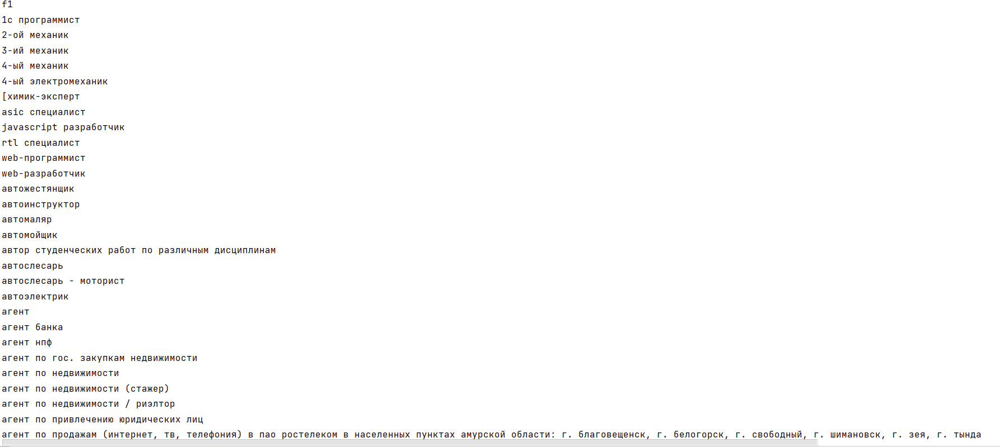 f1
1с программист
2-ой механик
3-ий механик
4-ый механик
4-ый электромеханик
[химик-эксперт
asic специалист
javascript разработчик
rtl специалист
web-программист
web-разработчик
автожестянщик
автоинструктор
автомаляр
автомойщик
автор студенческих работ по различным дисциплинам
автослесарь
автослесарь - моторист
автоэлектрик
агент
агент банка
агент нпф
агент по гос. закупкам недвижимости
агент по недвижимости
агент по недвижимости (стажер)
агент по недвижимости / риэлтор
агент по привлечению юридических лиц
агент по продажам (интернет, тв, телефония) в пао ростелеком в населенных пунктах амурской области: г. благовещенск, г. белогорск, г. свободный, г. шимановск, г. зея, г. тында